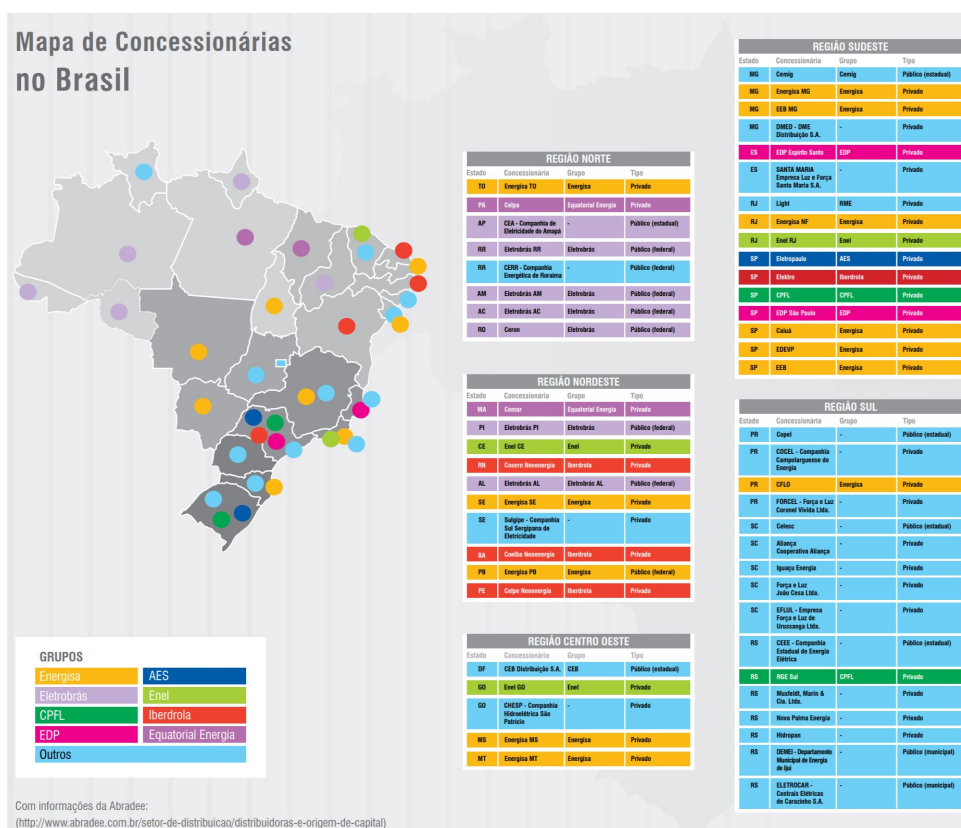 Mapa de Concessionárias
no Brasil
GRUPOS
Energisa AES
Eletrobrás Enel
CPFL Iberdrola
EDP Equatorial Energia
Outros
Com informações da Abradee:
(http://www.abradee.com.br/setor-de-distribuicao/distribuidoras-e-origem-de-capital)
REGIÃO NORTE
Estado Concessionária Grupo Tipo
TO Energisa TO Energisa Privado
PA Celpa Equatorial Energia Privado
AP CEA - Companhia de - Público (estadual)
Eletricidade do Amapá
RR Eletrobrás RR Eletrobrás Público (federal)
RR CERR - Companhia - Público (federal)
Energética de Roraima
AM Eletrobrás AM Eletrobrás Público (federal)
AC Eletrobrás AC Eletrobrás Público (federal)
RO Ceron Eletrobrás Público (federal)
REGIÃO NORDESTE
Estado Concessionária Grupo Tipo
MA Cemar Equatorial Energia Privado
PI Eletrobrás PI Eletrobrás Público (federal)
CE Enel CE Enel Privado
RN Cosern Neoenergia Iberdrola Privado
AL Eletrobrás AL Eletrobrás AL Público (federal)
SE Energisa SE Energisa Privado
SE Sulgipe - Companhia - Privado
Sul Sergipana de
Eletricidade
BA Coelba Neoenergia Iberdrola Privado
PB Energisa PB Energisa Público (federal)
PE Celpe Neoenergia Iberdrola Privado
REGIÃO CENTRO OESTE
Estado Concessionária Grupo Tipo
DF CEB Distribuição S.A. CEB Público (estadual)
GO Enel GO Enel Privado
GO CHESP - Companhia - Privado
Hidroelétrica São
Patrício
MS Energisa MS Energisa Privado
MT Energisa MT Energisa Privado
REGIÃO SUDESTE
Estado Concessionária Grupo Tipo
MG Cemig Cemig Público (estadual)
MG Energisa MG Energisa Privado
MG EEB MG Energisa Privado
MG DMED - DME - Privado
Distribuição S.A.
ES EDP Espírito Santo EDP Privado
ES SANTA MARIA - Privado
Empresa Luz e Força
Santa Maria S.A.
RJ Light RME Privado
RJ Energisa NF Energisa Privado
RJ Enel RJ Enel Privado
SP Eletropaulo AES Privado
SP Elektro Iberdrola Privado
SP CPFL CPFL Privado
SP EDP São Paulo EDP Privado
SP Caiuá Energisa Privado
SP EDEVP Energisa Privado
SP EEB Energisa Privado
REGIÃO SUL
Estado Concessionária Grupo Tipo
PR Copel - Público (estadual)
PR COCEL - Companhia - Privado
Campolarguense de
Energia
PR CFLO Energisa Privado
PR FORCEL - Força e Luz - Privado
Coronel Vivida Ltda.
SC Celesc - Público (estadual)
SC Aliança - Privado
Cooperativa Aliança
SC Iguaçu Energia - Privado
SC Força e Luz - Privado
João Cesa Ltda.
SC EFLUL - Empresa - Privado
Força e Luz de
Urussanga Ltda.
RS CEEE - Companhia - Público (estadual)
Estadual de Energia
Elétrica
RS RGE Sul CPFL Privado
RS Muxfeldt, Marin & - Privado
Cia. Ltda.
RS Nova Palma Energia - Privado
RS Hidropan - Privado
RS DEMEI - Departamento - Público (municipal)
Municipal de Energia
de Ijuí
RS ELETROCAR - - Público (municipal)
Centrais Elétricas
de Carazinho S.A.